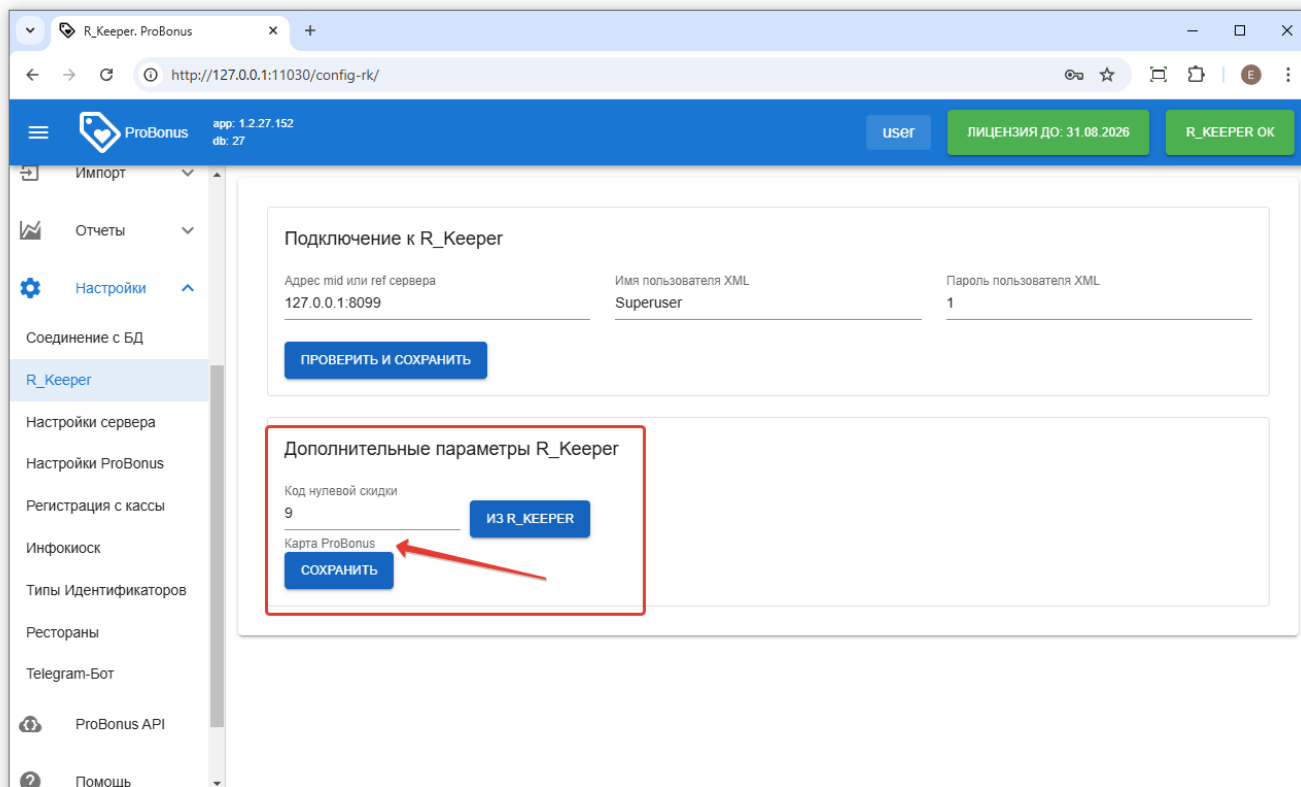 R_Keeper. ProBonus
http://127.0.0.1:11030/config-rk/
E
ProBonus
app: 1.2.27.152
db: 27
user
ЛИЦЕНЗИЯ ДО: 31.08.2026
R_KEEPER OK
Импорт
Отчеты
Настройки
Соединение с БД
R_Keeper
Настройки сервера
Настройки ProBonus
Регистрация с кассы
Инфокиоск
Типы Идентификаторов
Рестораны
Telegram-Бот
ProBonus API
Помощь
Подключение к R_Keeper
Адрес mid или ref сервера
127.0.0.1:8099
Имя пользователя XML
Superuser
Пароль пользователя XML
1
ПРОВЕРИТЬ И СОХРАНИТЬ
Дополнительные параметры R_Keeper
Код нулевой скидки
9
ИЗ R_KEEPER
Карта ProBonus
СОХРАНИТЬ